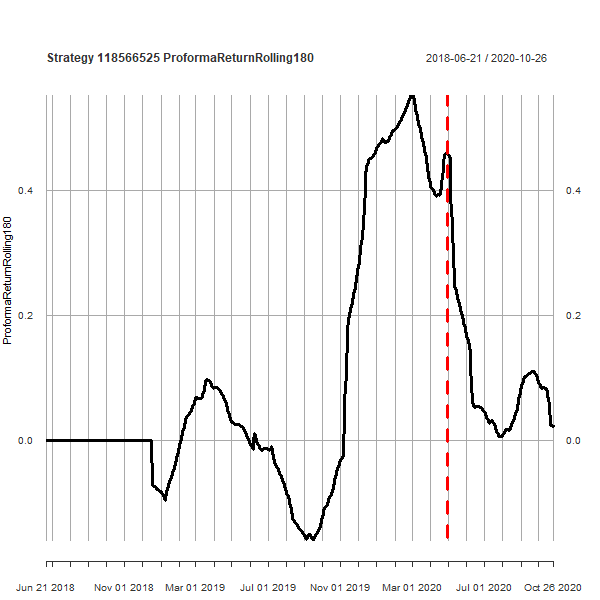 Strategy 118566525 ProformaReturnRolling180
2018-06-21 / 2020-10-26
ProformaReturnRolling180
0.4
0.2
0.0
0.4
0.2
0.0
Jun 21 2018
Nov 01 2018
Mar 01 2019
Jul 01 2019
Nov 01 2019
Mar 01 2020
Jul 01 2020
Oct 26 2020